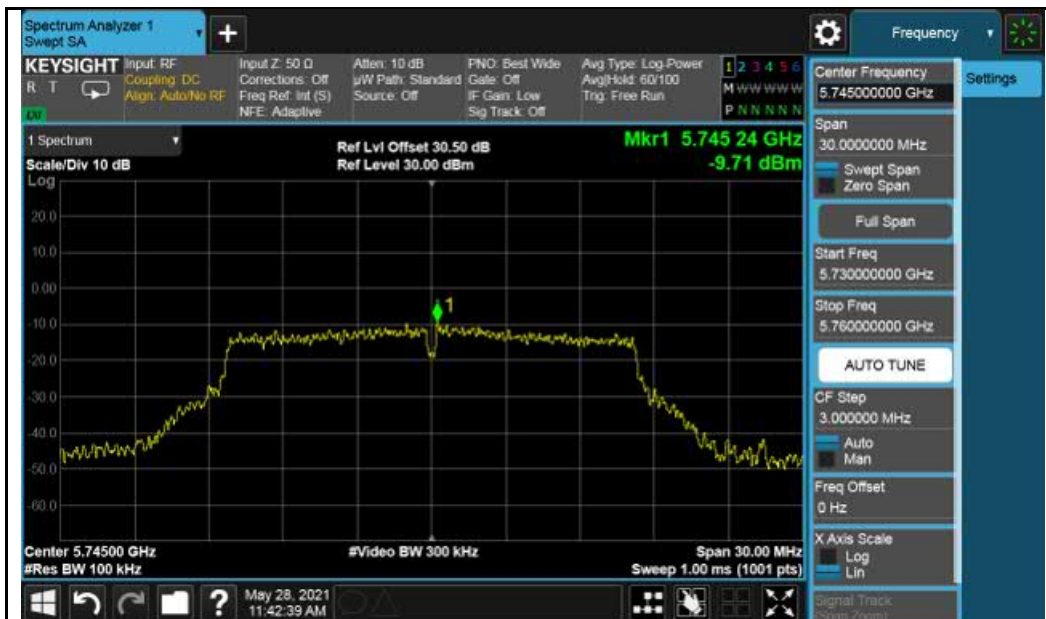 Spectrum Analyzer 1
Swept SA
+
Frequency
KEYSIGHT
R T
Input: RF
Coupling: DC
Align: Auto/No RF
Input Z: 50 Ω
Corrections: Off
Freq Ref: Int (S)
NFE: Adaptive
Atten: 10 dB
µW Path: Standard
Source: Off
PNO: Best Wide
Gate: Off
IF Gain: Low
Sig Track: Off
Avg Type: Log-Power
Avg|Hold: 60/100
Trig: Free Run
1 2 3 4 5 6
M W W W W W
P N N N N N
Settings
1 Spectrum
Scale/Div 10 dB
Ref Lvl Offset 30.50 dB
Ref Level 30.00 dBm
Mkr1 5.745 24 GHz
-9.71 dBm
Log
20.0
10.0
0.00
-10.0
-20.0
-30.0
-40.0
-50.0
-60.0
1
Center 5.74500 GHz
#Res BW 100 kHz
#Video BW 300 kHz
Span 30.00 MHz
Sweep 1.00 ms (1001 pts)
Center Frequency
5.745000000 GHz
Span
30.0000000 MHz
Swept Span
Zero Span
Full Span
Start Freq
5.730000000 GHz
Stop Freq
5.760000000 GHz
AUTO TUNE
CF Step
3.000000 MHz
Auto
Man
Freq Offset
0 Hz
X Axis Scale
Log
Lin
Signal Track
(Span Zoom)
?
May 28, 2021
11:42:39 AM